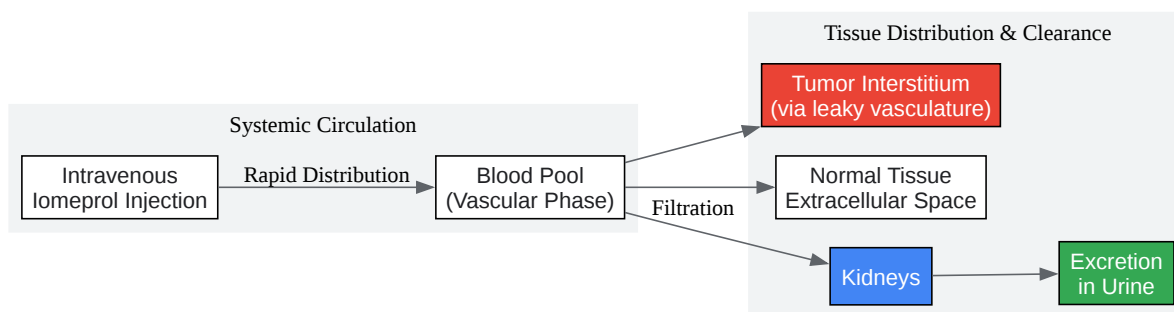 Tissue Distribution & Clearance
Tumor Interstitium
(via leaky vasculature)
Systemic Circulation
Intravenous
Iomeprol Injection
Rapid Distribution
Blood Pool
(Vascular Phase)
Normal Tissue
Extracellular Space
Filtration
Kidneys
Excretion
in Urine